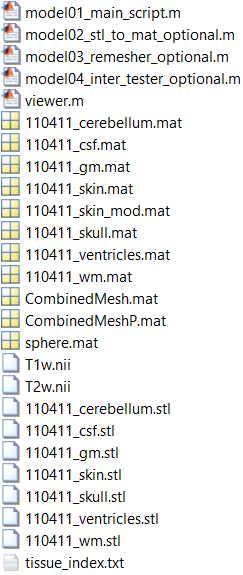 model01_main_script.m
model02_stl_to_mat_optional.m
model03_remesher_optional.m
model04_inter_tester_optional.m
viewer.m
110411_cerebellum.mat
110411_csf.mat
110411_gm.mat
110411_skin.mat
110411_skin_mod.mat
110411_skull.mat
110411_ventricles.mat
110411_wm.mat
CombinedMesh.mat
CombinedMeshP.mat
sphere.mat
T1w.nii
T2w.nii
110411_cerebellum.stl
110411_csf.stl
110411_gm.stl
110411_skin.stl
110411_skull.stl
110411_ventricles.stl
110411_wm.stl
tissue_index.txt